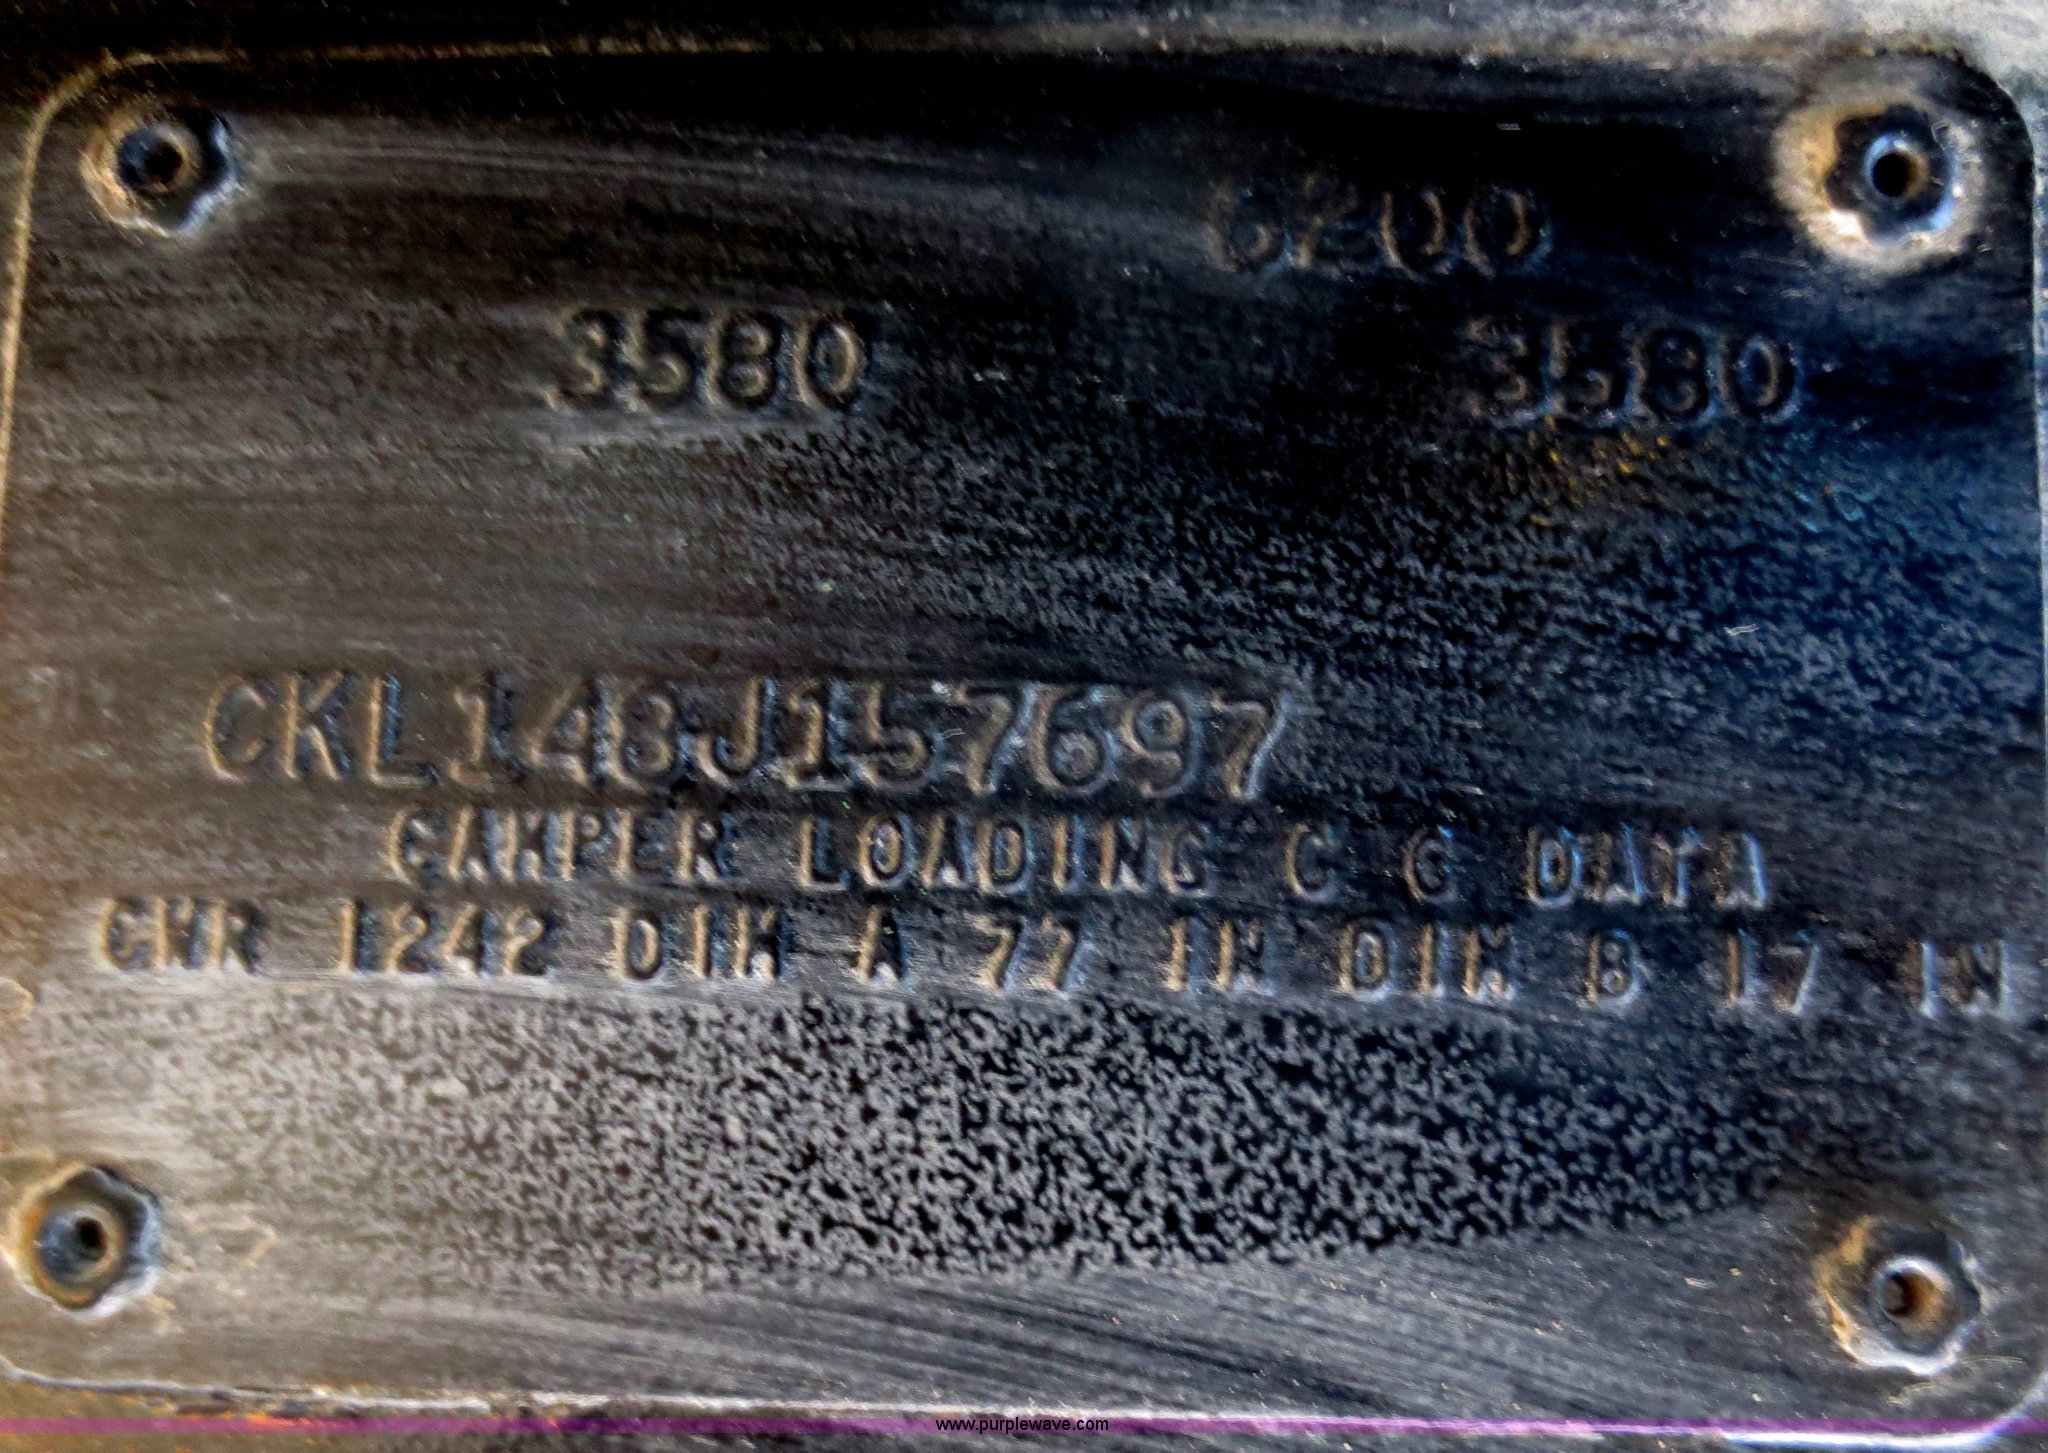 6200
3580 3580
CKL148J157697
CAMPER LOADING C G DATA
CWR 1242 DIM A 77 IN DIM B 17 IN
www.purplewave.com